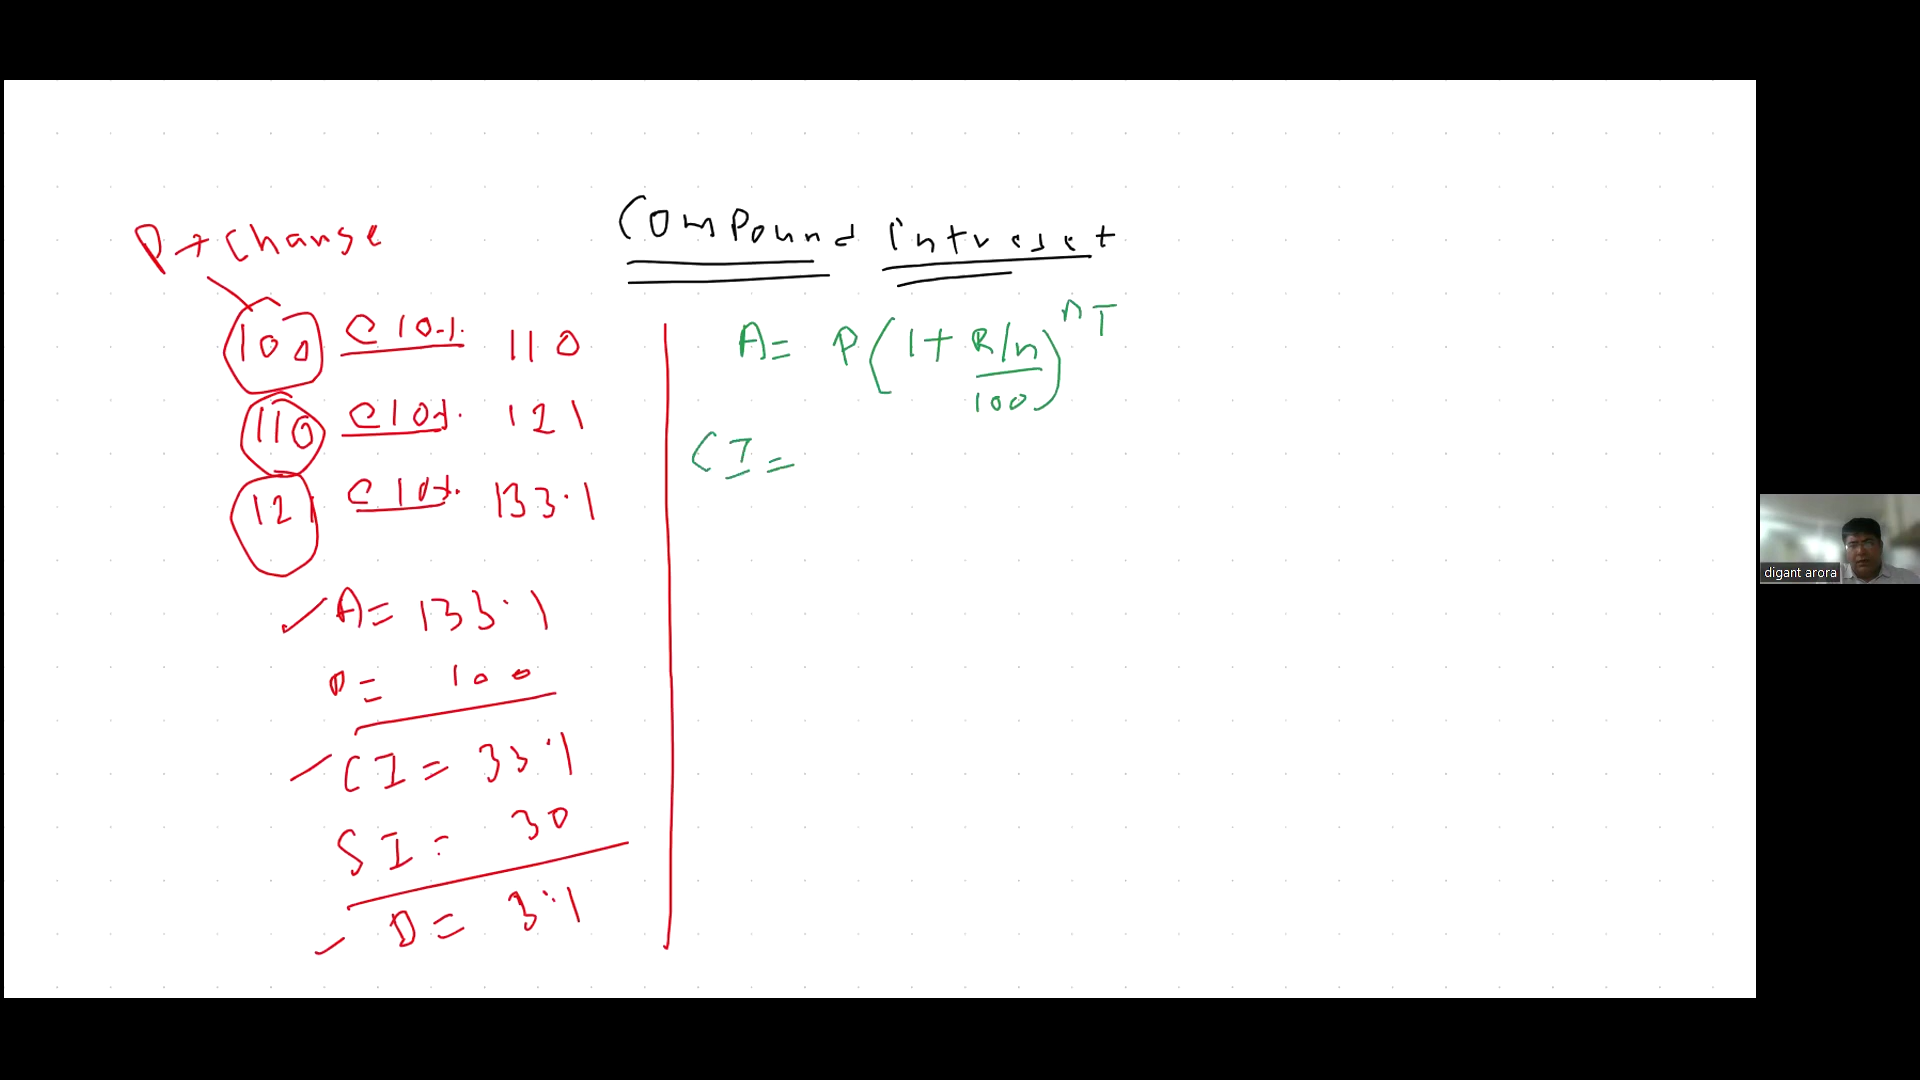 Compound intreset
P → Change
100 @ 10% 110
110 @ 10% 121
121 @ 10% 133.1
A = 133.1
P = 100
CI = 33.1
SI = 30
D = 3.1
A = P(1 + R/n / 100)^nT
CI =
digant arora